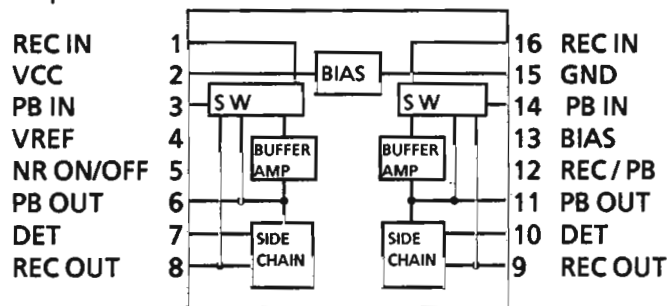 REC IN 1 16 REC IN
VCC 2 BIAS 15 GND
PB IN 3 SW SW 14 PB IN
VREF 4 13 BIAS
BUFFER AMP BUFFER AMP
NR ON/OFF 5 12 REC/PB
PB OUT 6 11 PB OUT
DET 7 SIDE CHAIN SIDE CHAIN 10 DET
REC OUT 8 9 REC OUT